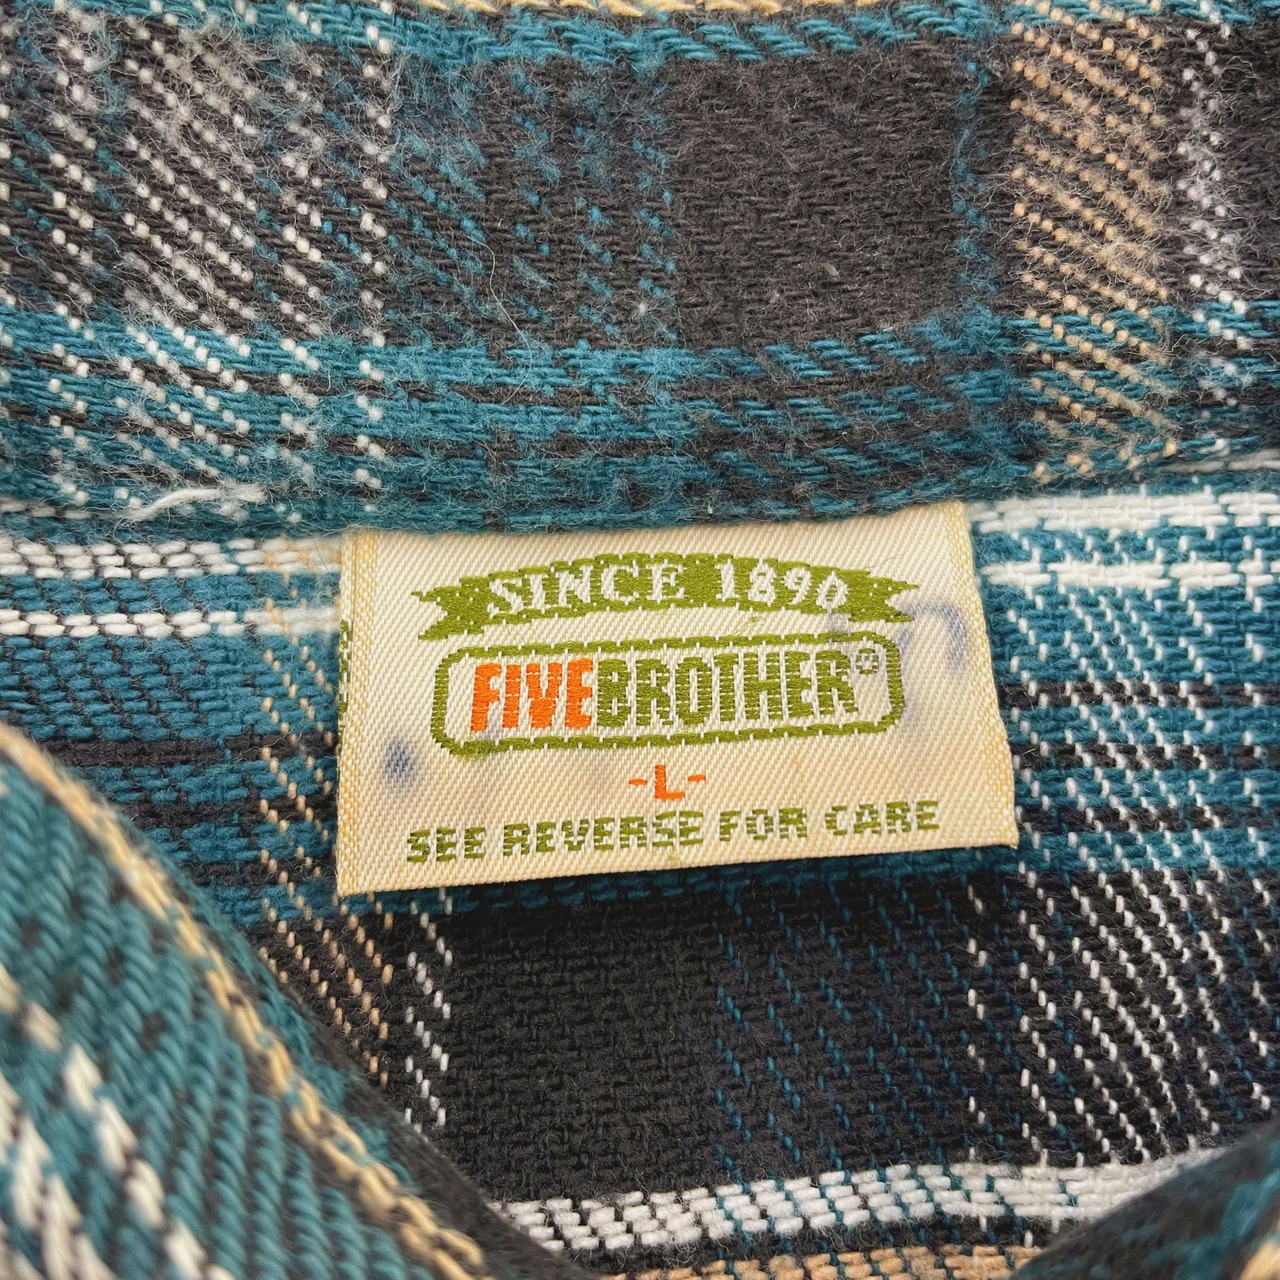 SINCE 1890
FIVEBROTHER®
-L-
SEE REVERSE FOR CARE